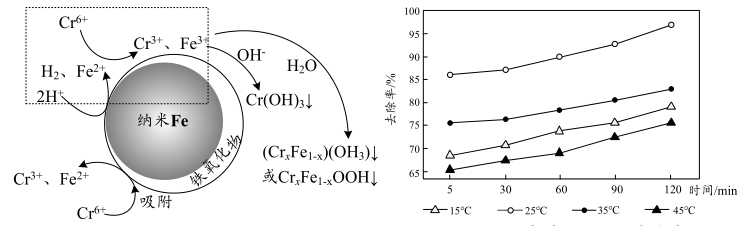 Cr⁶⁺
Cr³⁺、Fe³⁺
OH⁻
H₂O
H₂、Fe²⁺
2H⁺
Cr(OH)₃↓
纳米Fe
铁氧化物
(CrₓFe₁₋ₓ)(OH₃)↓
或CrₓFe₁₋ₓOOH↓
Cr³⁺、Fe²⁺
吸附
Cr⁶⁺
去除率/%
100
95
90
85
80
75
70
65
5 30 60 90 120 时间/min
15℃ 25℃ 35℃ 45℃